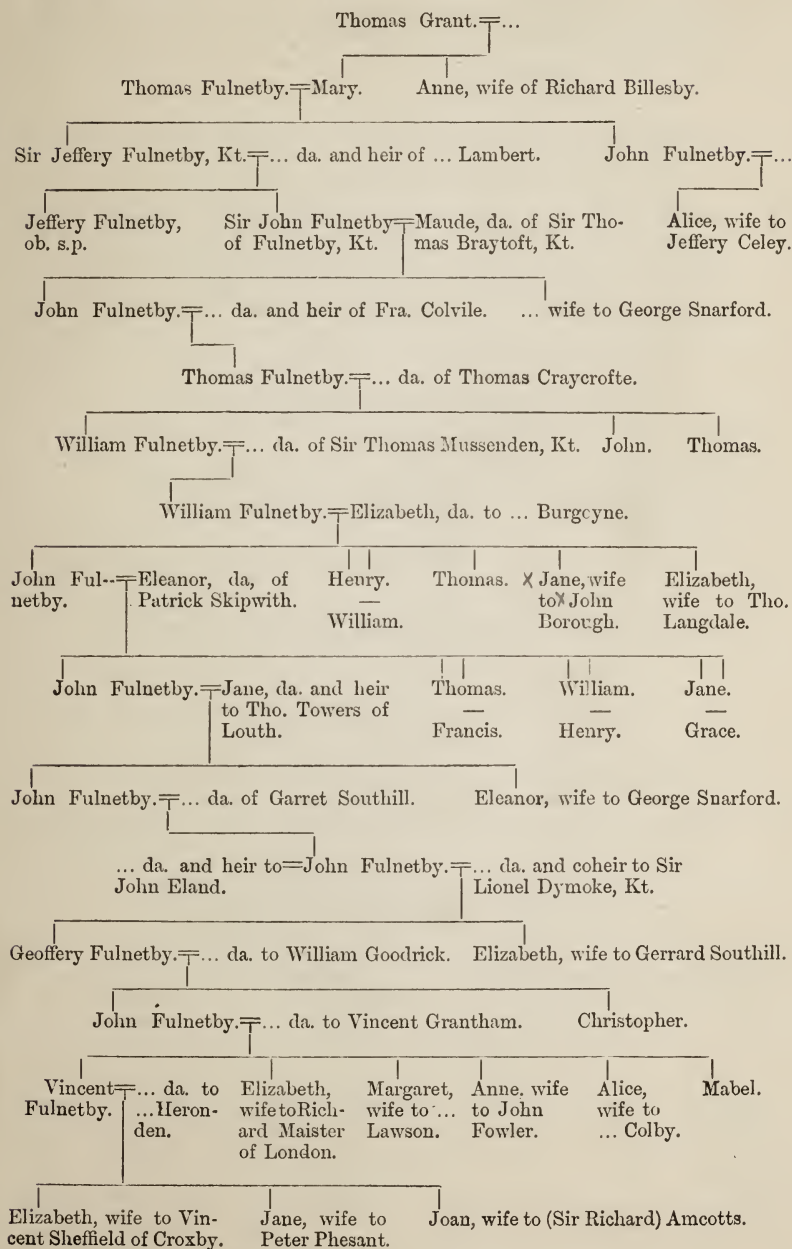 Thomas Grant.=...
Thomas Fulnetby.=Mary. Anne, wife of Richard Billesby.
Sir Jeffery Fulnetby, Kt.=... da. and heir of ... Lambert. John Fulnetby.=...
Jeffery Fulnetby, Sir John Fulnetby=Maude, da. of Sir Tho- Alice, wife to
ob. s.p. of Fulnetby, Kt. mas Braytoft, Kt. Jeffery Celey.
John Fulnetby.=... da. and heir of Fra. Colvile. ... wife to George Snarford.
Thomas Fulnetby.=... da. of Thomas Craycrofte.
William Fulnetby.=... da. of Sir Thomas Mussenden, Kt. John. Thomas.
William Fulnetby.=Elizabeth, da. to ... Burgcyne.
John Ful-=Eleanor, da, of Henry. Thomas. X Jane, wife Elizabeth,
netby. Patrick Skipwith. — toX John wife to Tho.
William. Borough. Langdale.
John Fulnetby.=Jane, da. and heir Thomas. William. Jane.
to Tho. Towers of — — —
Louth. Francis. Henry. Grace.
John Fulnetby.=... da. of Garret Southill. Eleanor, wife to George Snarford.
... da. and heir to=John Fulnetby.=... da. and coheir to Sir
John Eland. Lionel Dymoke, Kt.
Geoffery Fulnetby.=... da. to William Goodrick. Elizabeth, wife to Gerrard Southill.
John Fulnetby.=... da. to Vincent Grantham. Christopher.
Vincent=... da. to Elizabeth, Margaret, Anne, wife Alice, Mabel.
Fulnetby. ...Heron- wife to Rich- wife to ... to John wife to
den. ard Maister Lawson. Fowler. ... Colby.
of London.
Elizabeth, wife to Vin- Jane, wife to Joan, wife to (Sir Richard) Amcotts.
cent Sheffield of Croxby. Peter Phesant.